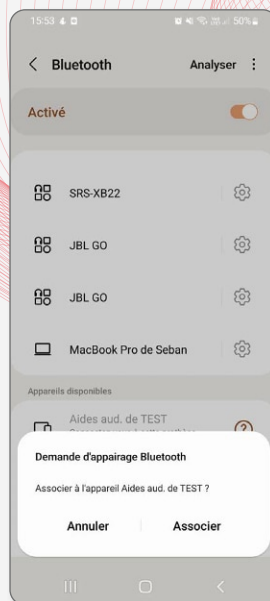 15:53
50%
Bluetooth Analyser
Activé
SRS-XB22
JBL GO
JBL GO
MacBook Pro de Seban
Appareils disponibles
Aides aud. de TEST
Demande d'appairage Bluetooth
Associer à l'appareil Aides aud. de TEST ?
Annuler Associer